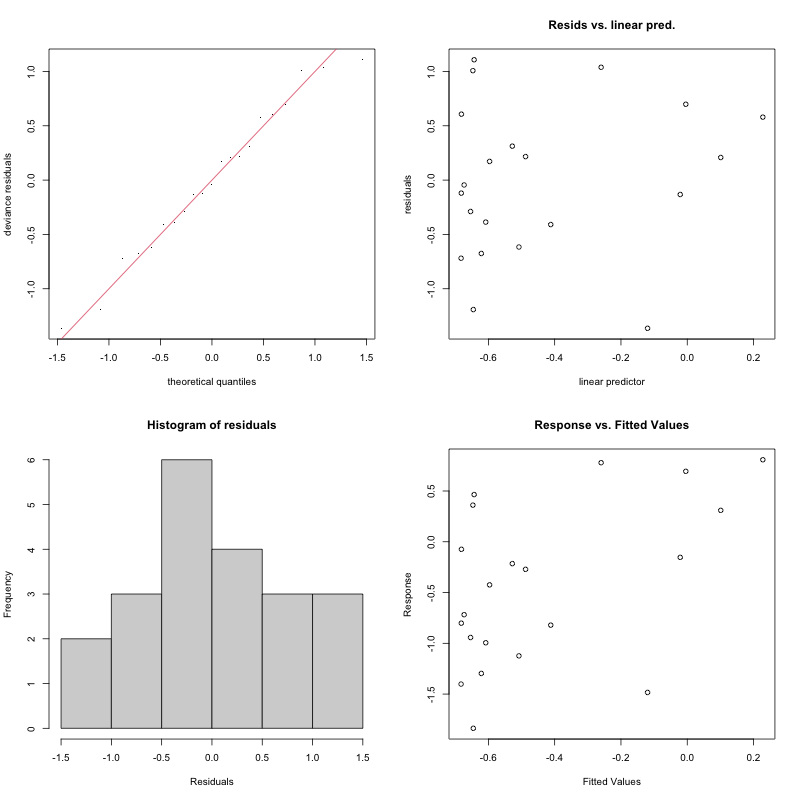 deviance residuals
1.0
0.5
0.0
-0.5
-1.0
-1.5 -1.0 -0.5 0.0 0.5 1.0 1.5
theoretical quantiles
Resids vs. linear pred.
residuals
1.0
0.5
0.0
-0.5
-1.0
-0.6 -0.4 -0.2 0.0 0.2
linear predictor
Histogram of residuals
Frequency
6
5
4
3
2
1
0
-1.5 -1.0 -0.5 0.0 0.5 1.0 1.5
Residuals
Response vs. Fitted Values
Response
0.5
0.0
-0.5
-1.0
-1.5
-0.6 -0.4 -0.2 0.0 0.2
Fitted Values